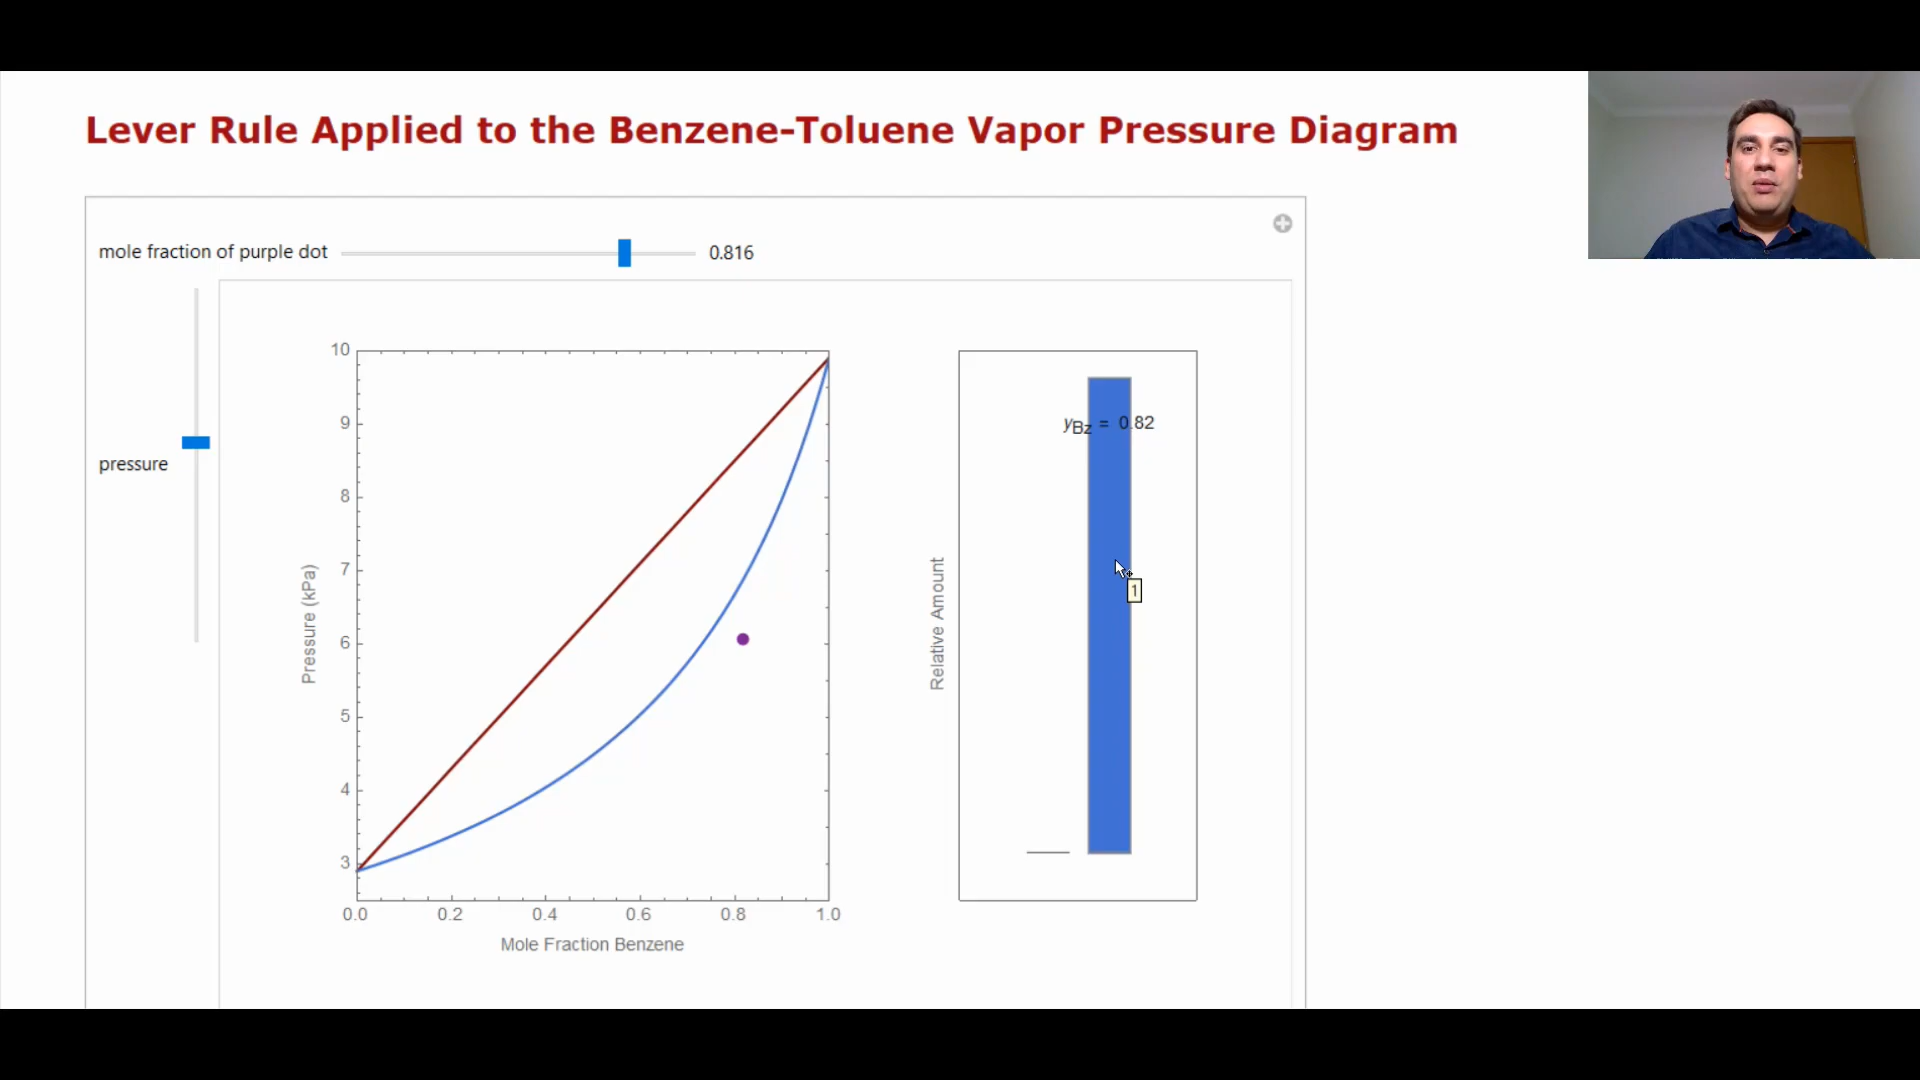 Lever Rule Applied to the Benzene-Toluene Vapor Pressure Diagram
mole fraction of purple dot 0.816
pressure
10
9
8
7
6
5
4
3
Pressure (kPa)
0.0 0.2 0.4 0.6 0.8 1.0
Mole Fraction Benzene
Relative Amount
yBz = 0.82
1